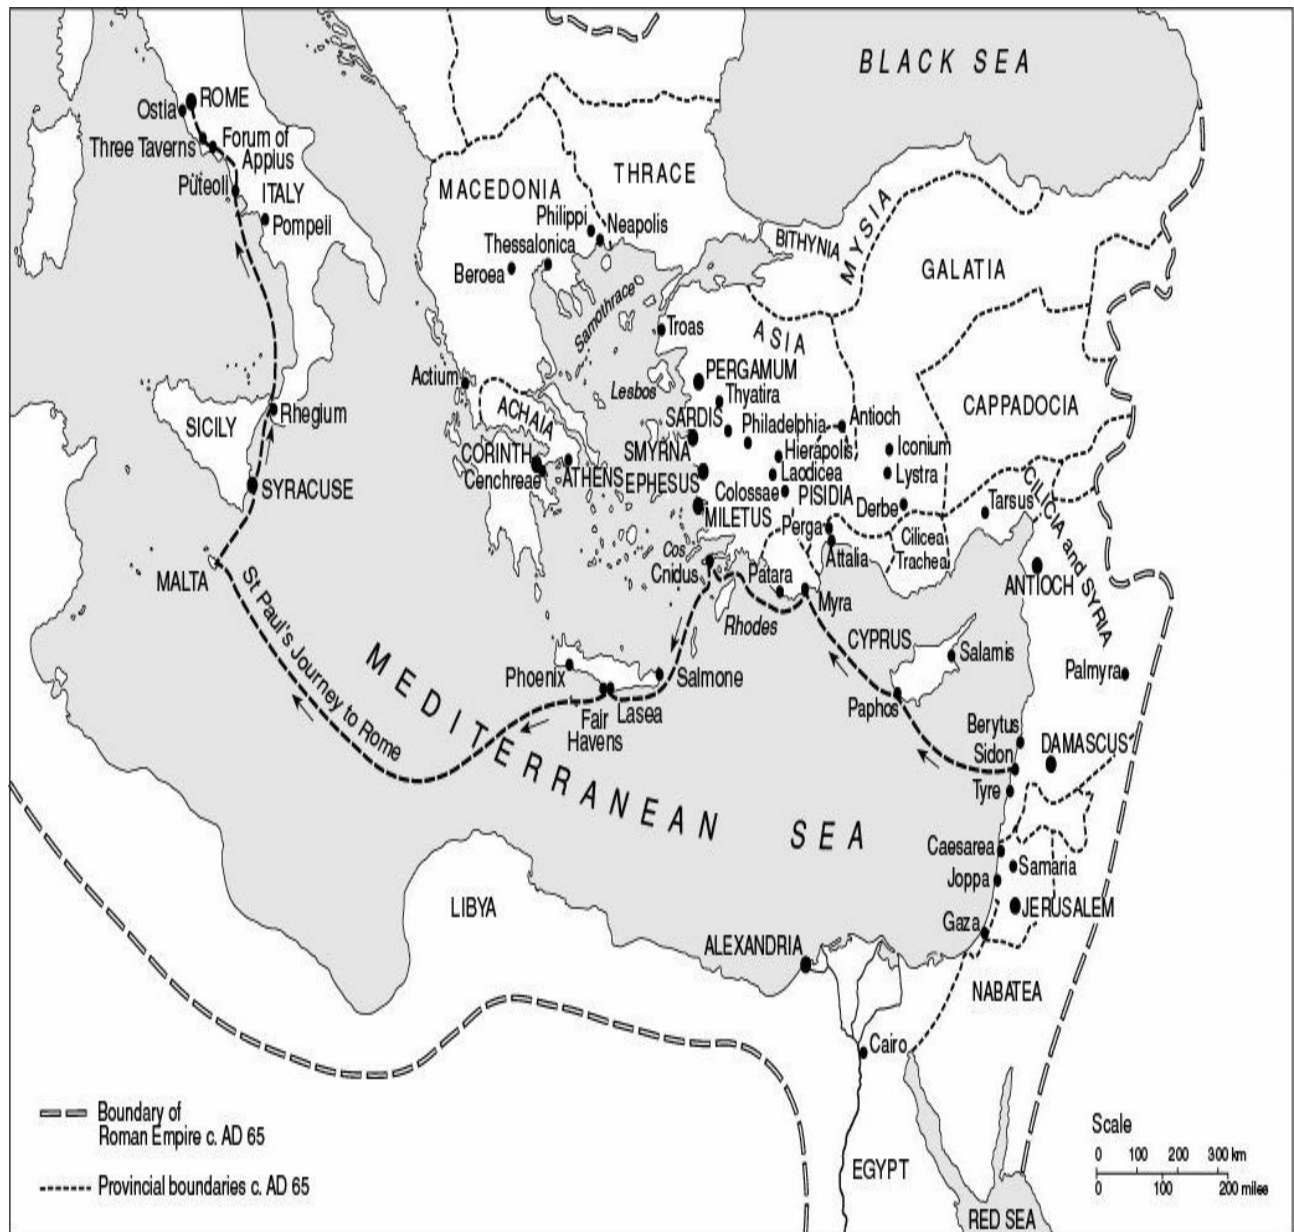 BLACK SEA
ROME
Ostia
Three Taverns
Forum of
Appius
Puteoli
ITALY
Pompeii
MACEDONIA
THRACE
Philippi
Neapolis
Thessalonica
Beroea
BITHYNIA
MYSIA
GALATIA
Samothrace
Troas
ASIA
Actium
PERGAMUM
Lesbos
Thyatira
ACHAIA
SARDIS
Philadelphia
Antioch
CAPPADOCIA
Rhegium
SICILY
CORINTH
Cenchreae
ATHENS
SMYRNA
Hierapolis
Iconium
EPHESUS
Laodicea
Lystra
SYRACUSE
Colossae
PISIDIA
Derbe
Tarsus
CILICIA and SYRIA
MILETUS
Perga
Cilicea
Trachea
Attalia
Cos
Cnidus
Patara
Myra
ANTIOCH
MALTA
St Paul's Journey to Rome
Rhodes
CYPRUS
Salamis
Phoenix
Salmone
Palmyra
MEDITERRANEAN SEA
Fair
Havens
Lasea
Paphos
Berytus
Sidon
DAMASCUS
Tyre
Caesarea
Samaria
Joppa
JERUSALEM
LIBYA
Gaza
ALEXANDRIA
NABATEA
Cairo
EGYPT
RED SEA
Boundary of
Roman Empire c. AD 65
Provincial boundaries c. AD 65
Scale
0 100 200 300 km
0 100 200 miles